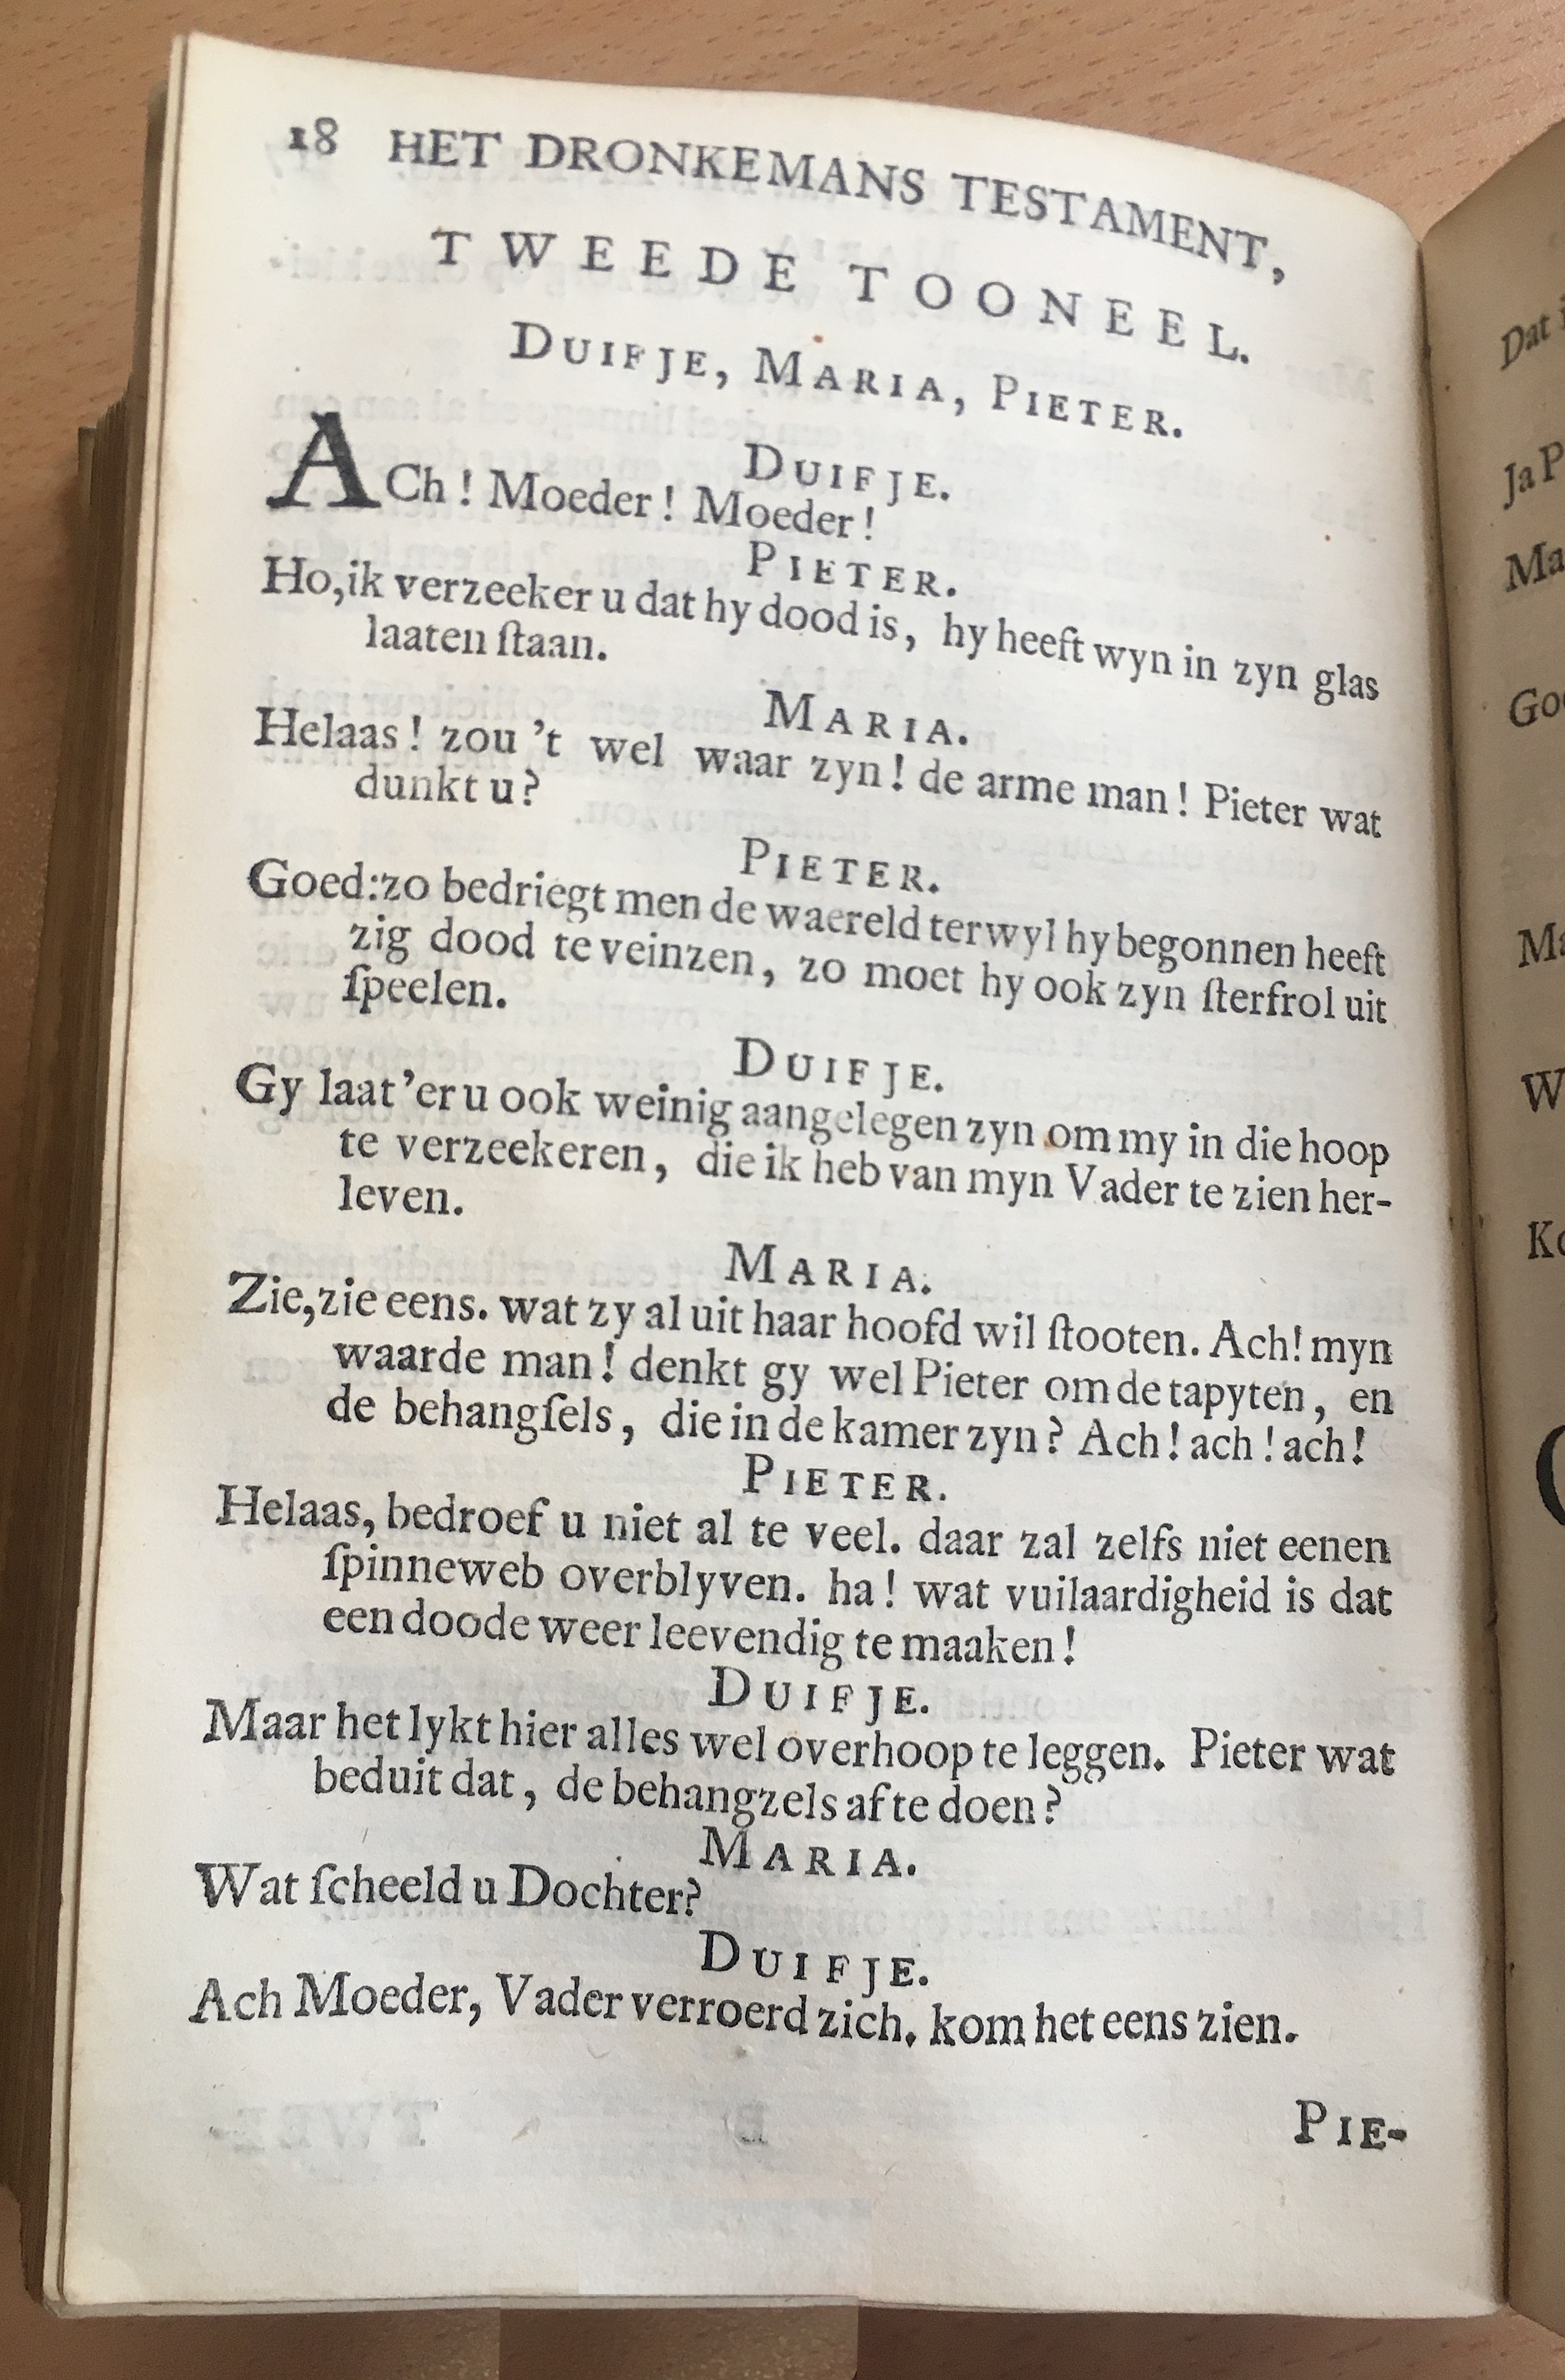 18 HET DRONKEMANS TESTAMENT,
TWEEDE TOONEEL.
DUIFJE, MARIA, PIETER.
DUIFJE.
ACh! Moeder! Moeder!
PIETER.
Ho, ik verzeeker u dat hy dood is, hy heeft wyn in zyn glas
laaten ſtaan.
MARIA.
Helaas! zou 't wel waar zyn! de arme man! Pieter wat
dunkt u?
PIETER.
Goed: zo bedriegt men de waereld terwyl hy begonnen heeft
zig dood te veinzen, zo moet hy ook zyn ſterfrol uit
ſpeelen.
DUIFJE.
Gy laat 'er u ook weinig aangelegen zyn om my in die hoop
te verzeekeren, die ik heb van myn Vader te zien her-
leven.
MARIA.
Zie, zie eens. wat zy al uit haar hoofd wil ſtooten. Ach! myn
waarde man! denkt gy wel Pieter om de tapyten, en
de behangſels, die in de kamer zyn? Ach! ach! ach!
PIETER.
Helaas, bedroef u niet al te veel. daar zal zelfs niet eenen
ſpinneweb overblyven. ha! wat vuilaardigheid is dat
een doode weer leevendig te maaken!
DUIFJE.
Maar het lykt hier alles wel overhoop te leggen. Pieter wat
beduit dat, de behangzels af te doen?
MARIA.
Wat ſcheeld u Dochter?
DUIFJE.
Ach Moeder, Vader verroerd zich. kom het eens zien.
PIE-
Dat
Ja P
Ma
Go
W